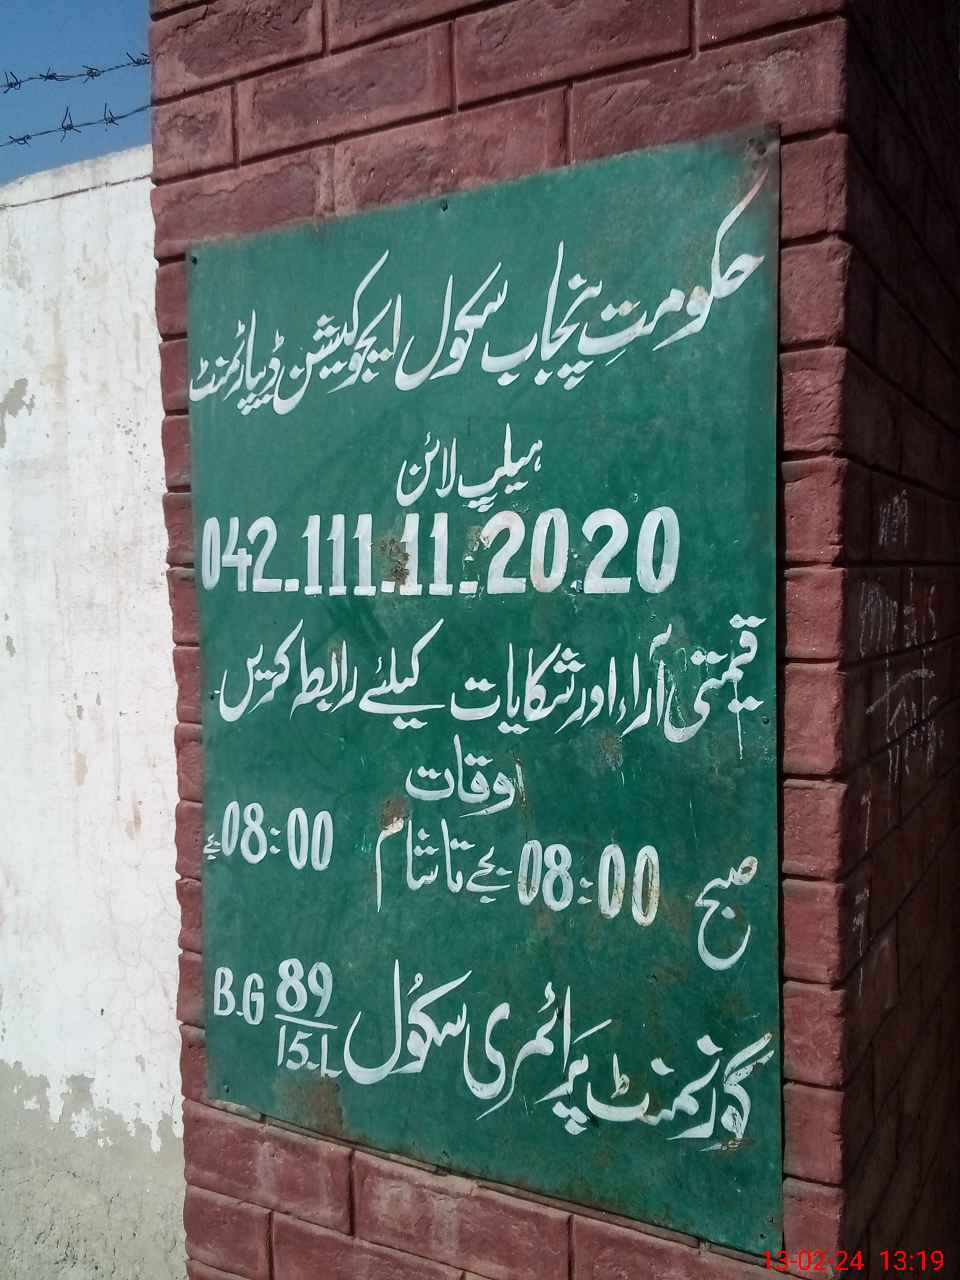 حکومتِ پنجاب سکول ایجوکیشن ڈیپارٹمنٹ
ہیلپ لائن
042-111-11-20-20
قیمتی آراء اور شکایات کیلئے رابطہ کریں
اوقات
صبح 08:00 بجے تا شام 08:00 بجے
گورنمنٹ پرائمری سکول 89/15.L B.G
13-02-24 13:19